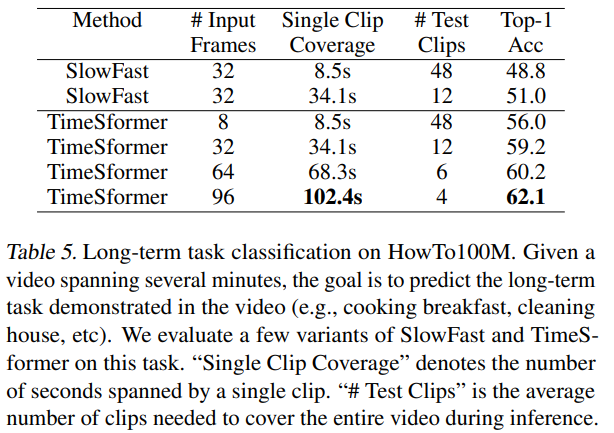 Method # Input Single Clip # Test Top-1
Frames Coverage Clips Acc
SlowFast 32 8.5s 48 48.8
SlowFast 32 34.1s 12 51.0
TimeSformer 8 8.5s 48 56.0
TimeSformer 32 34.1s 12 59.2
TimeSformer 64 68.3s 6 60.2
TimeSformer 96 102.4s 4 62.1
Table 5. Long-term task classification on HowTo100M. Given a
video spanning several minutes, the goal is to predict the long-term
task demonstrated in the video (e.g., cooking breakfast, cleaning
house, etc). We evaluate a few variants of SlowFast and TimeS-
former on this task. “Single Clip Coverage” denotes the number
of seconds spanned by a single clip. “# Test Clips” is the average
number of clips needed to cover the entire video during inference.